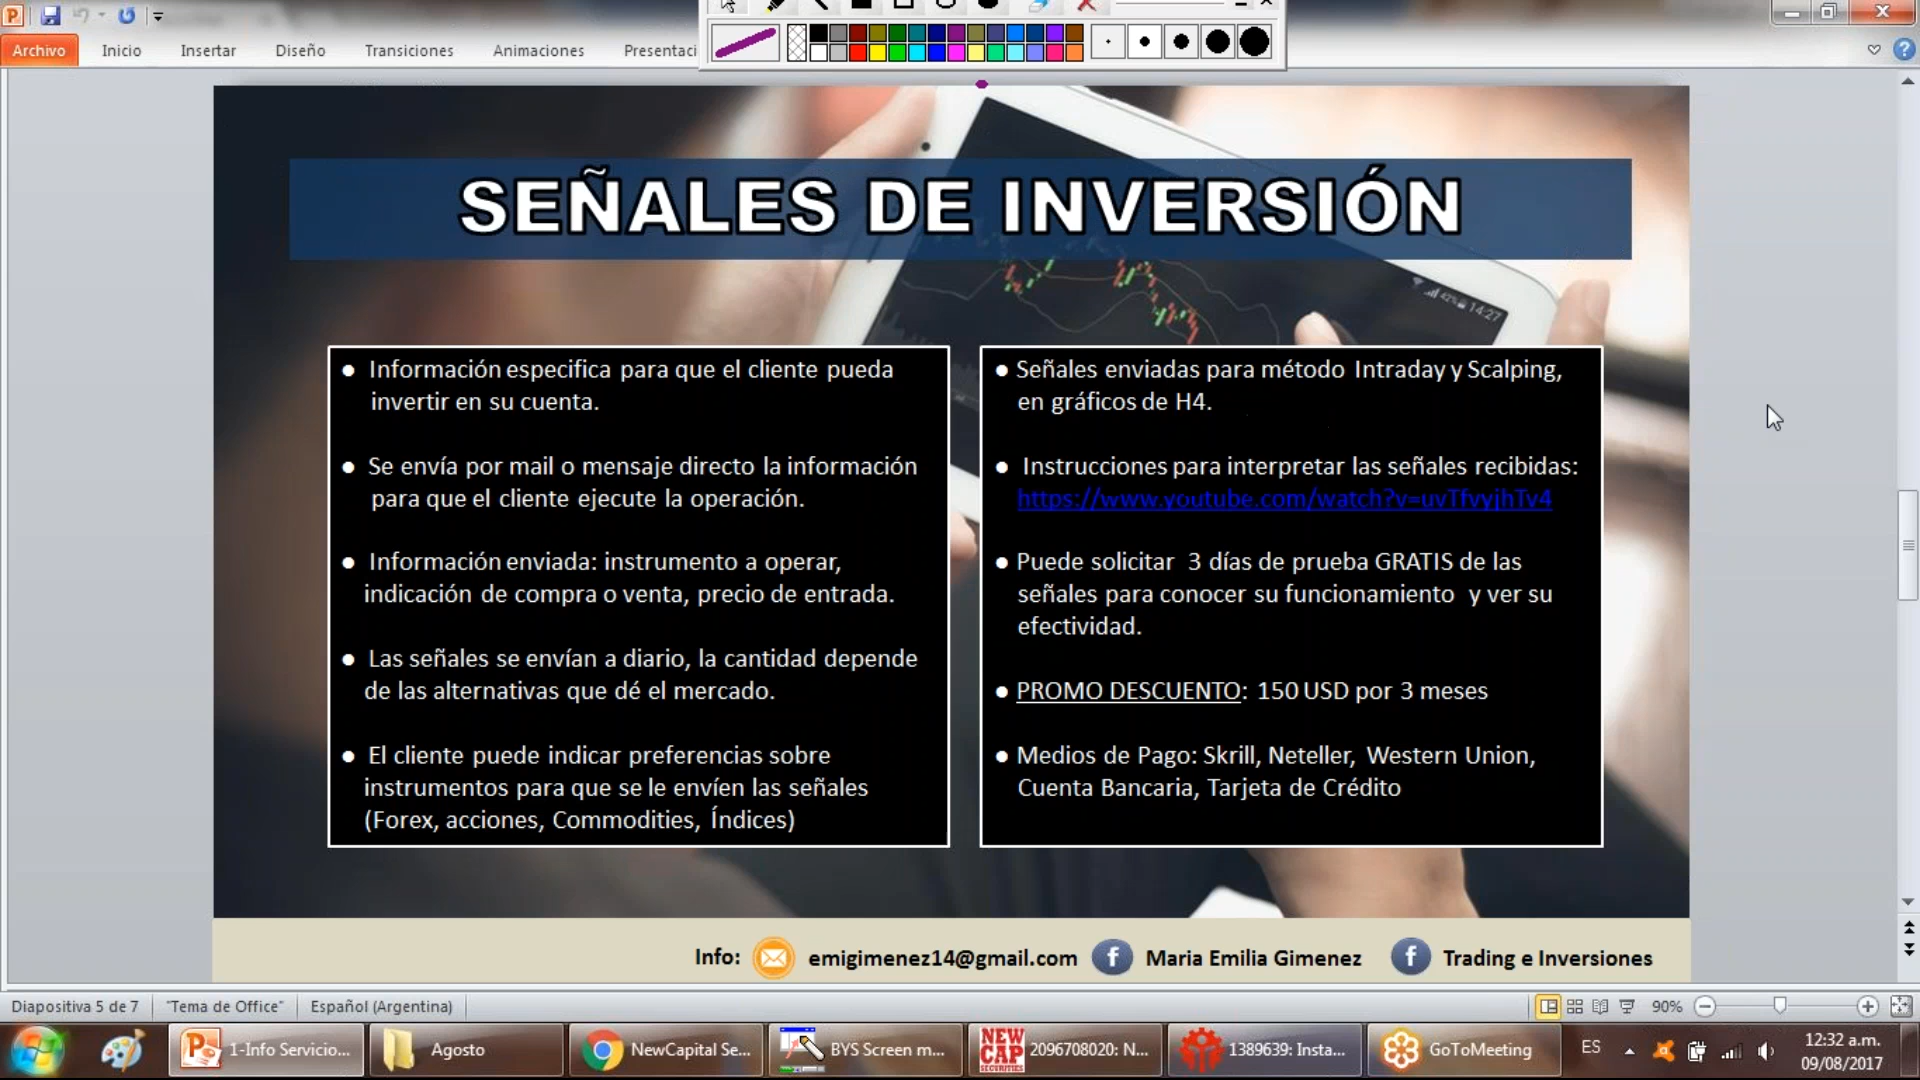 Archivo
Inicio
Insertar
Diseño
Transiciones
Animaciones
Presentaci
SEÑALES DE INVERSIÓN
14:27
● Información especifica para que el cliente pueda
invertir en su cuenta.
● Se envía por mail o mensaje directo la información
para que el cliente ejecute la operación.
● Información enviada: instrumento a operar,
indicación de compra o venta, precio de entrada.
● Las señales se envían a diario, la cantidad depende
de las alternativas que dé el mercado.
● El cliente puede indicar preferencias sobre
instrumentos para que se le envíen las señales
(Forex, acciones, Commodities, Índices)
● Señales enviadas para método Intraday y Scalping,
en gráficos de H4.
● Instrucciones para interpretar las señales recibidas:
https://www.youtube.com/watch?v=uvTfvyjhTv4
● Puede solicitar 3 días de prueba GRATIS de las
señales para conocer su funcionamiento y ver su
efectividad.
● PROMO DESCUENTO: 150 USD por 3 meses
● Medios de Pago: Skrill, Neteller, Western Union,
Cuenta Bancaria, Tarjeta de Crédito
Info: emigimenez14@gmail.com Maria Emilia Gimenez Trading e Inversiones
Diapositiva 5 de 7 "Tema de Office" Español (Argentina) 90%
1-Info Servicio...
Agosto
NewCapital Se...
BYS Screen m...
NEW CAP SECURITIES
2096708020: N...
1389639: Insta...
GoToMeeting
ES
12:32 a.m.
09/08/2017